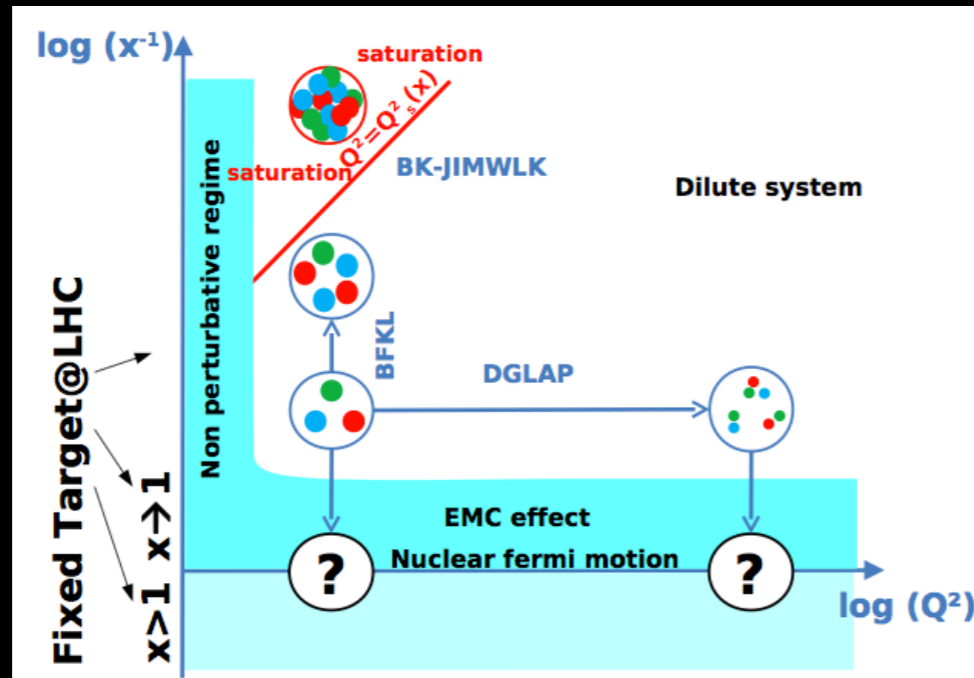 log (x⁻¹)
saturation
Q²=Q²ₛ(x)
saturation
BK-JIMWLK
Dilute system
Non perturbative regime
BFKL
DGLAP
Fixed Target@LHC
x→1
x>1
EMC effect
Nuclear fermi motion
?
?
log (Q²)